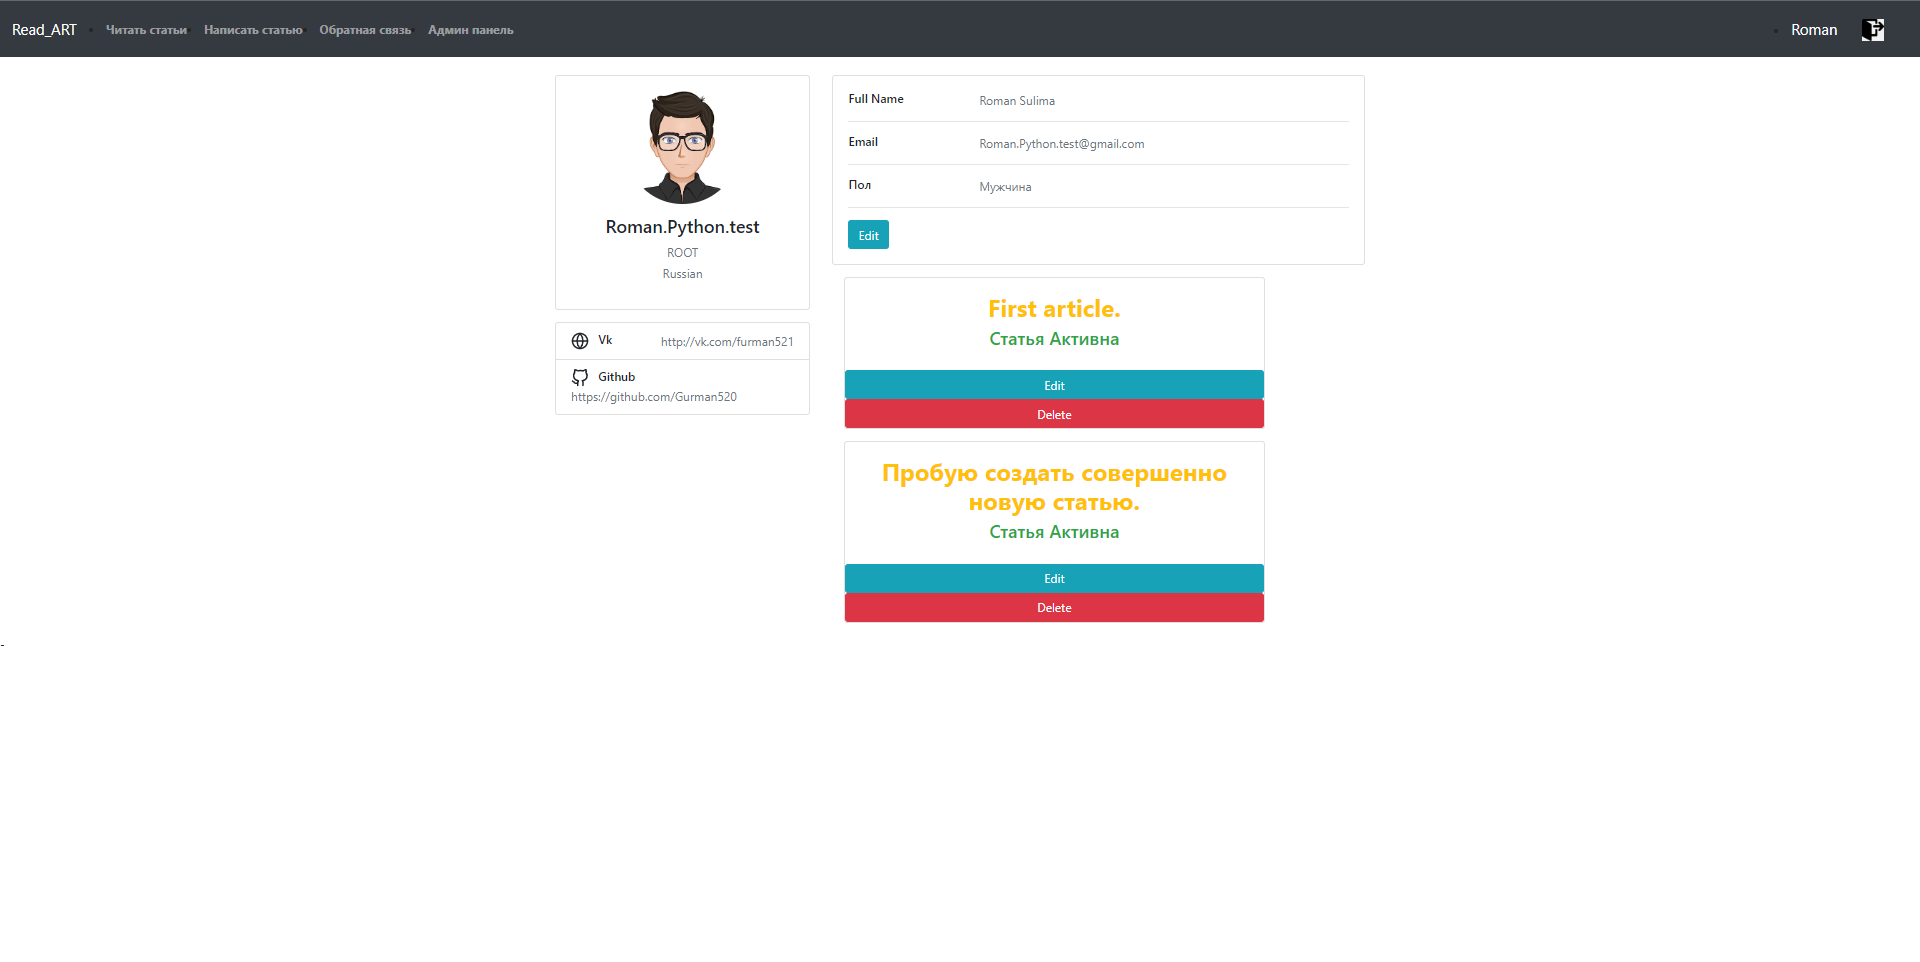 Read_ART Читать статьи Написать статью Обратная связь Админ панель Roman
Roman.Python.test
ROOT
Russian
Vk http://vk.com/furman521
Github
https://github.com/Gurman520
Full Name Roman Sulima
Email Roman.Python.test@gmail.com
Пол Мужчина
Edit
First article.
Статья Активна
Edit
Delete
Пробую создать совершенно
новую статью.
Статья Активна
Edit
Delete
-